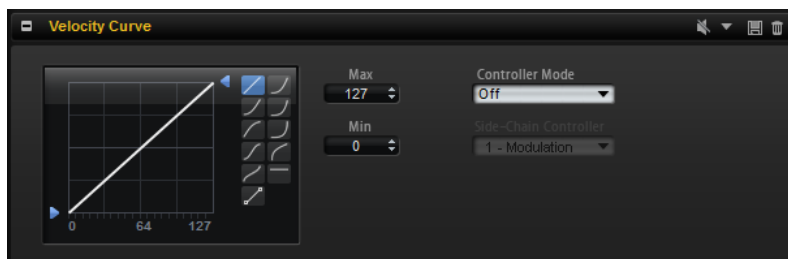 Velocity Curve
Max
127
Min
0
Controller Mode
Off
Side-Chain Controller
1 - Modulation
0 64 127